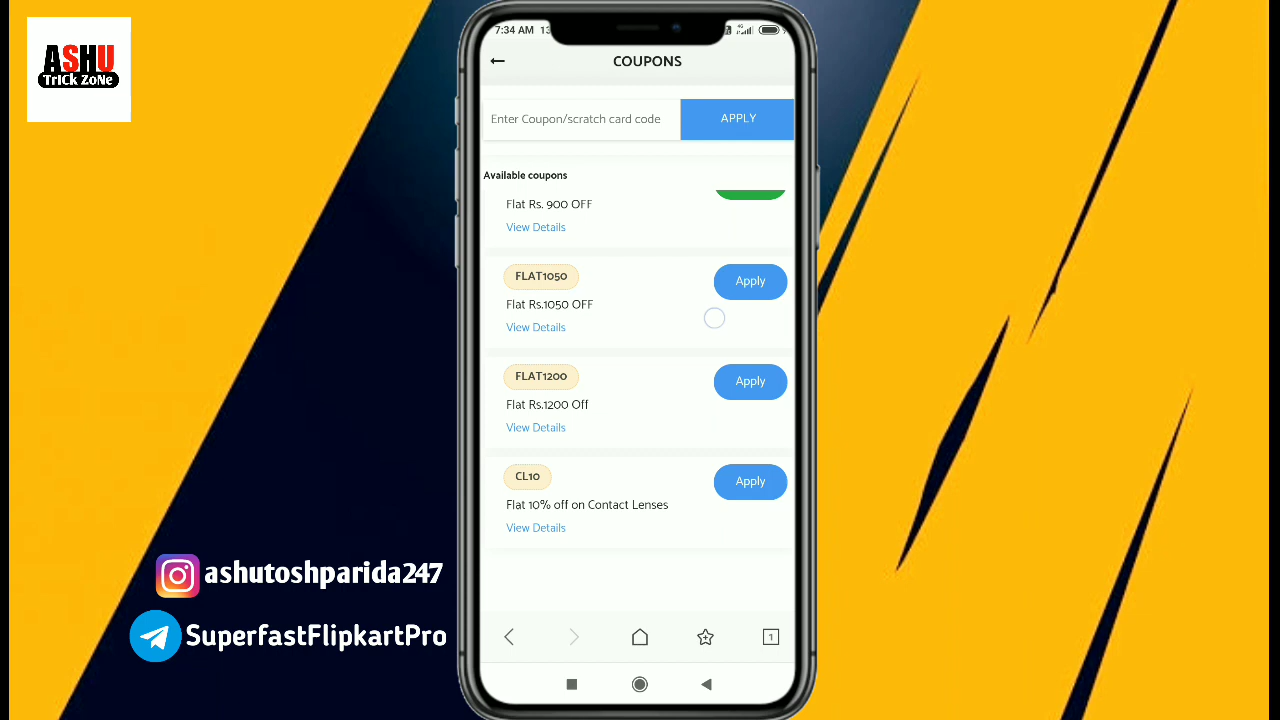 ASHU
TrICk ZoNe
7:34 AM
COUPONS
Enter Coupon/scratch card code
APPLY
Available coupons
Flat Rs. 900 OFF
View Details
FLAT1050
Apply
Flat Rs.1050 OFF
View Details
FLAT1200
Apply
Flat Rs.1200 Off
View Details
CL10
Apply
Flat 10% off on Contact Lenses
View Details
1
ashutoshparida247
SuperfastFlipkartPro